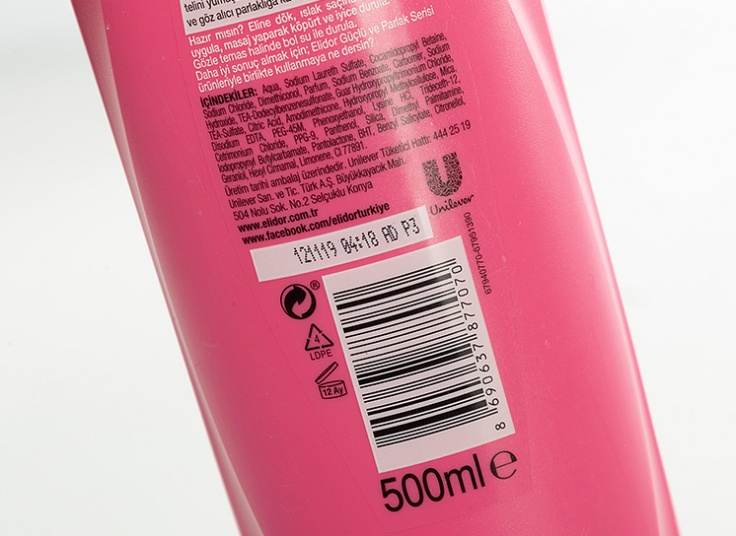 telini yumuş
ve göz alıcı parlaklığa ka
Hazır mısın? Eline dök, ıslak saçını
uygula, masaj yaparak köpürt ve iyice durula.
Gözle temas halinde bol su ile durula.
Daha iyi sonuç almak için; Elidor Güçlü ve Parlak Serisi
ürünleriyle birlikte kullanmaya ne dersin?
İÇİNDEKİLER: Aqua, Sodium Laureth Sulfate, Cocamidopropyl Betaine,
Sodium Chloride, Dimethiconol, Parfum, Sodium Benzoate, Carbomer, Sodium
Hydroxide, TEA-Dodecylbenzenesulfonate, Guar Hydroxypropyltrimonium Chloride,
TEA-Sulfate, Citric Acid, Amodimethicone, Hydroxypropyl Methylcellulose, Mica,
Disodium EDTA, PEG-45M, Phenoxyethanol, Lysine HCl, Trideceth-12,
Cetrimonium Chloride, PPG-9, Panthenol, Silica, Dimethyl Palmitamine,
Iodopropynyl Butylcarbamate, Pantolactone, BHT, Benzyl Salicylate, Citronellol,
Geraniol, Hexyl Cinnamal, Limonene, CI 77891.
Üretim tarihi ambalaj üzerindedir. Unilever Tüketici Hattı: 444 25 19
Unilever San. ve Tic. Türk A.Ş. Büyükkayacık Mah.
504 Nolu Sok. No.2 Selçuklu Konya
www.elidor.com.tr
www.facebook.com/elidorturkiye
Unilever
67940770-67951390
121119 04:18 AD P3
®
4
LDPE
12 Ay
8 690637 877070
500ml e